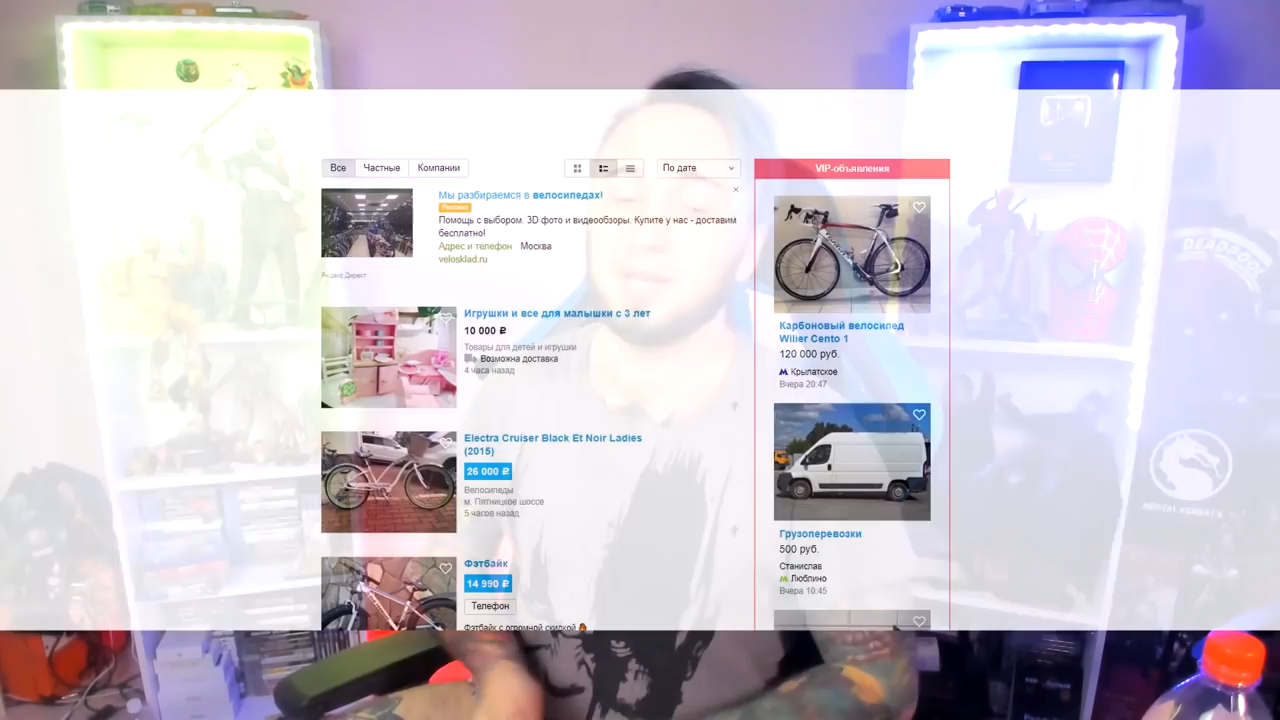 Все
Частные
Компании
По дате
Мы разбираемся в велосипедах!
Реклама
Помощь с выбором. 3D фото и видеообзоры. Купите у нас - доставим
бесплатно!
Адрес и телефон Москва
velosklad.ru
Яндекс.Директ
Игрушки и все для малышки с 3 лет
10 000 ₽
Товары для детей и игрушки
Возможна доставка
4 часа назад
Electra Cruiser Black Et Noir Ladies
(2015)
26 000 ₽
Велосипеды
м. Пятницкое шоссе
5 часов назад
Фэтбайк
14 990 ₽
Телефон
Фэтбайк с огромной скидкой
VIP-объявления
Карбоновый велосипед
Wilier Cento 1
120 000 руб.
Крылатское
Вчера 20:47
Грузоперевозки
500 руб.
Станислав
Люблино
Вчера 10:45
DEADPOOL
MORTAL KOMBAT X